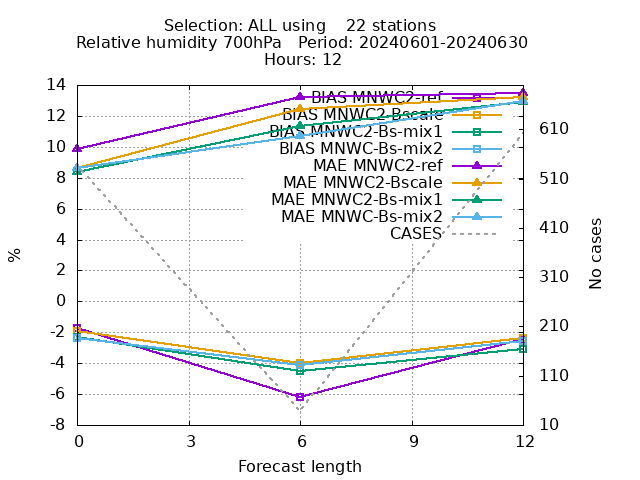 Selection: ALL using    22 stations
Relative humidity 700hPa   Period: 20240601-20240630
Hours: 12
14
12
10
8
6
4
2
0
-2
-4
-6
-8
%
BIAS MNWC2-ref
BIAS MNWC2-Bscale
BIAS MNWC2-Bs-mix1
BIAS MNWC-Bs-mix2
MAE MNWC2-ref
MAE MNWC2-Bscale
MAE MNWC2-Bs-mix1
MAE MNWC-Bs-mix2
CASES
610
510
410
310
210
110
10
No cases
0
3
6
9
12
Forecast length